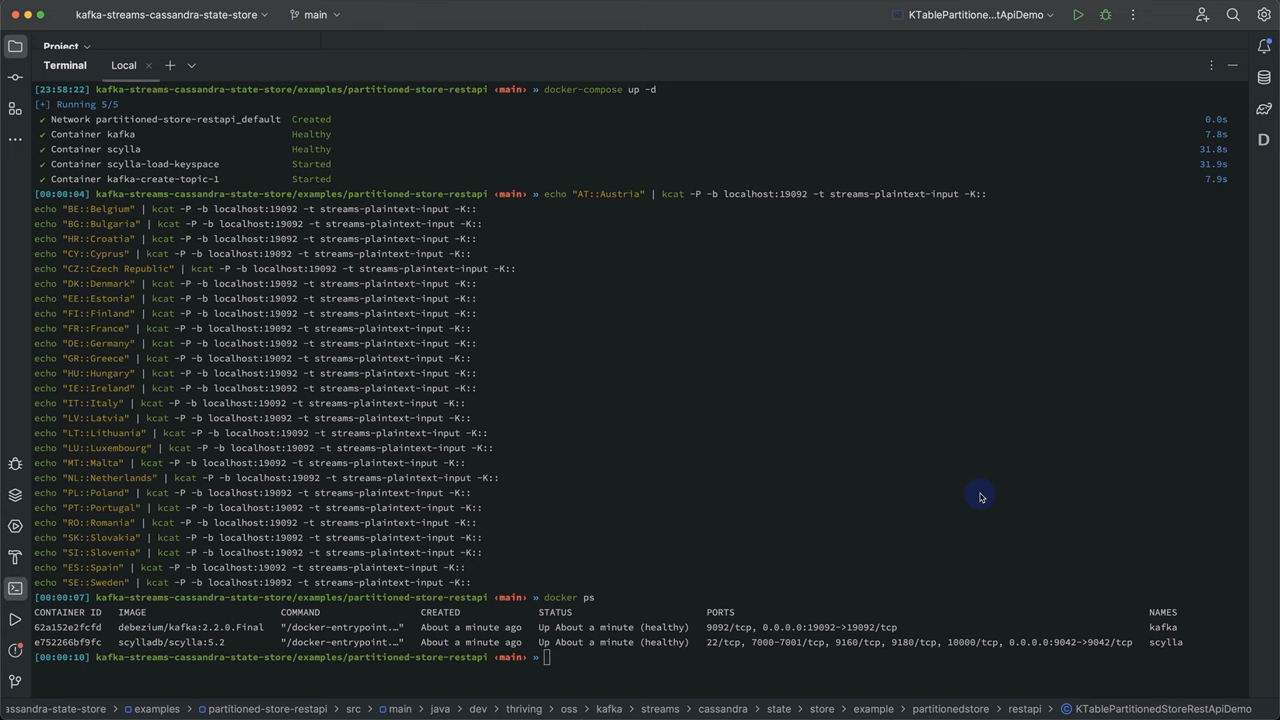 kafka-streams-cassandra-state-store
main
KTablePartitione...tApiDemo
Project
Terminal
Local
[23:58:22] kafka-streams-cassandra-state-store/examples/partitioned-store-restapi ‹main› » docker-compose up -d
[+] Running 5/5
✔ Network partitioned-store-restapi_default Created 0.0s
✔ Container kafka Healthy 7.8s
✔ Container scylla Healthy 31.8s
✔ Container scylla-load-keyspace Started 31.9s
✔ Container kafka-create-topic-1 Started 7.9s
[00:00:04] kafka-streams-cassandra-state-store/examples/partitioned-store-restapi ‹main› » echo "AT::Austria" | kcat -P -b localhost:19092 -t streams-plaintext-input -K::
echo "BE::Belgium" | kcat -P -b localhost:19092 -t streams-plaintext-input -K::
echo "BG::Bulgaria" | kcat -P -b localhost:19092 -t streams-plaintext-input -K::
echo "HR::Croatia" | kcat -P -b localhost:19092 -t streams-plaintext-input -K::
echo "CY::Cyprus" | kcat -P -b localhost:19092 -t streams-plaintext-input -K::
echo "CZ::Czech Republic" | kcat -P -b localhost:19092 -t streams-plaintext-input -K::
echo "DK::Denmark" | kcat -P -b localhost:19092 -t streams-plaintext-input -K::
echo "EE::Estonia" | kcat -P -b localhost:19092 -t streams-plaintext-input -K::
echo "FI::Finland" | kcat -P -b localhost:19092 -t streams-plaintext-input -K::
echo "FR::France" | kcat -P -b localhost:19092 -t streams-plaintext-input -K::
echo "DE::Germany" | kcat -P -b localhost:19092 -t streams-plaintext-input -K::
echo "GR::Greece" | kcat -P -b localhost:19092 -t streams-plaintext-input -K::
echo "HU::Hungary" | kcat -P -b localhost:19092 -t streams-plaintext-input -K::
echo "IE::Ireland" | kcat -P -b localhost:19092 -t streams-plaintext-input -K::
echo "IT::Italy" | kcat -P -b localhost:19092 -t streams-plaintext-input -K::
echo "LV::Latvia" | kcat -P -b localhost:19092 -t streams-plaintext-input -K::
echo "LT::Lithuania" | kcat -P -b localhost:19092 -t streams-plaintext-input -K::
echo "LU::Luxembourg" | kcat -P -b localhost:19092 -t streams-plaintext-input -K::
echo "MT::Malta" | kcat -P -b localhost:19092 -t streams-plaintext-input -K::
echo "NL::Netherlands" | kcat -P -b localhost:19092 -t streams-plaintext-input -K::
echo "PL::Poland" | kcat -P -b localhost:19092 -t streams-plaintext-input -K::
echo "PT::Portugal" | kcat -P -b localhost:19092 -t streams-plaintext-input -K::
echo "RO::Romania" | kcat -P -b localhost:19092 -t streams-plaintext-input -K::
echo "SK::Slovakia" | kcat -P -b localhost:19092 -t streams-plaintext-input -K::
echo "SI::Slovenia" | kcat -P -b localhost:19092 -t streams-plaintext-input -K::
echo "ES::Spain" | kcat -P -b localhost:19092 -t streams-plaintext-input -K::
echo "SE::Sweden" | kcat -P -b localhost:19092 -t streams-plaintext-input -K::
[00:00:07] kafka-streams-cassandra-state-store/examples/partitioned-store-restapi ‹main› » docker ps
CONTAINER ID IMAGE COMMAND CREATED STATUS PORTS NAMES
62a152e2fcfd debezium/kafka:2.2.0.Final "/docker-entrypoint.…" About a minute ago Up About a minute (healthy) 9092/tcp, 0.0.0.0:19092->19092/tcp kafka
e752266bf9fc scylladb/scylla:5.2 "/docker-entrypoint.…" About a minute ago Up About a minute (healthy) 22/tcp, 7000-7001/tcp, 9160/tcp, 9180/tcp, 10000/tcp, 0.0.0.0:9042->9042/tcp scylla
[00:00:10] kafka-streams-cassandra-state-store/examples/partitioned-store-restapi ‹main› »
D
assandra-state-store › examples › partitioned-store-restapi › src › main › java › dev › thriving › oss › kafka › streams › cassandra › state › store › example › partitionedstore › restapi › KTablePartitionedStoreRestApiDemo